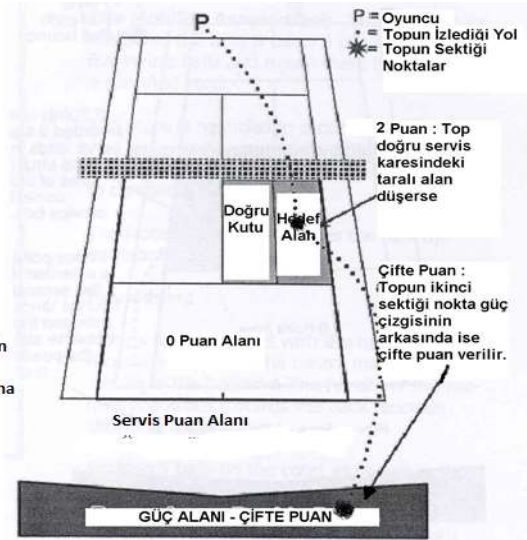 P
P = Oyuncu
= Topun İzlediği Yol
= Topun Sektiği
Noktalar
2 Puan : Top
doğru servis
karesindeki
taralı alan
düşerse
Doğru
Kutu
Hedef
Alan
Çifte Puan :
Topun ikinci
sektiği nokta güç
çizgisinin
arkasında ise
çifte puan verilir.
0 Puan Alanı
Servis Puan Alanı
GÜÇ ALANI - ÇİFTE PUAN